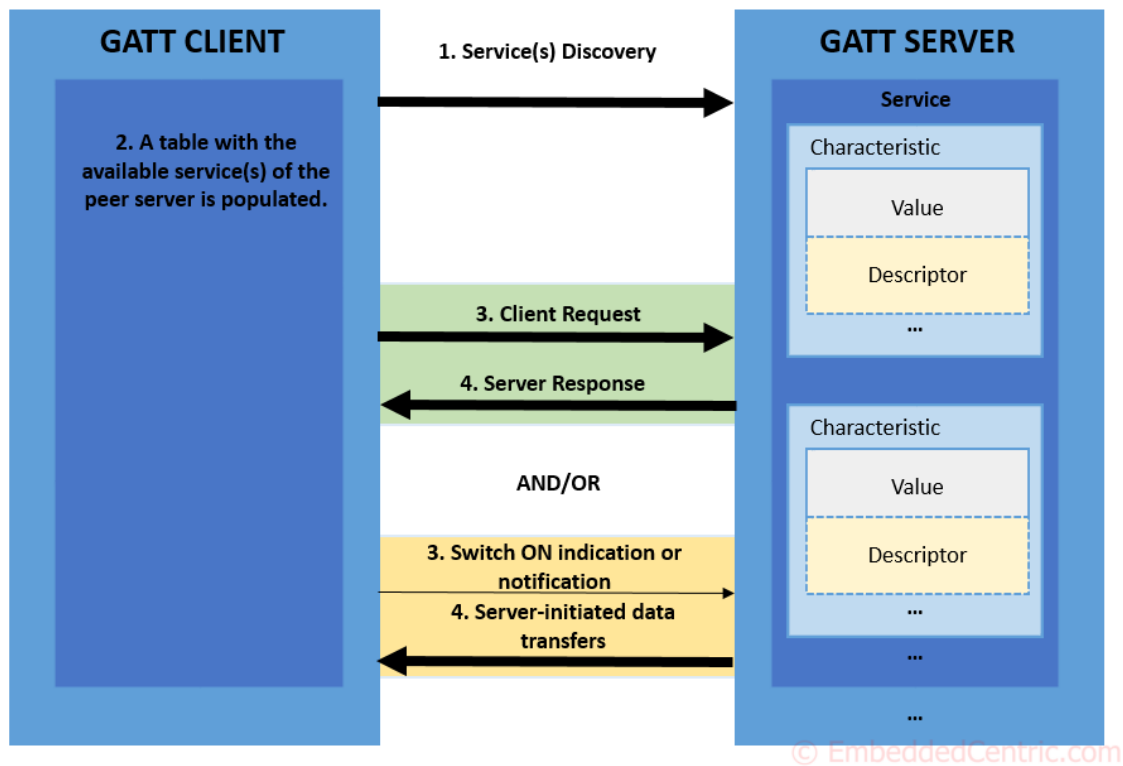 GATT CLIENT
1. Service(s) Discovery
GATT SERVER
2. A table with the
available service(s) of the
peer server is populated.
Service
Characteristic
Value
Descriptor
...
3. Client Request
4. Server Response
Characteristic
Value
Descriptor
...
...
...
AND/OR
3. Switch ON indication or
notification
4. Server-initiated data
transfers
© EmbeddedCentric.com